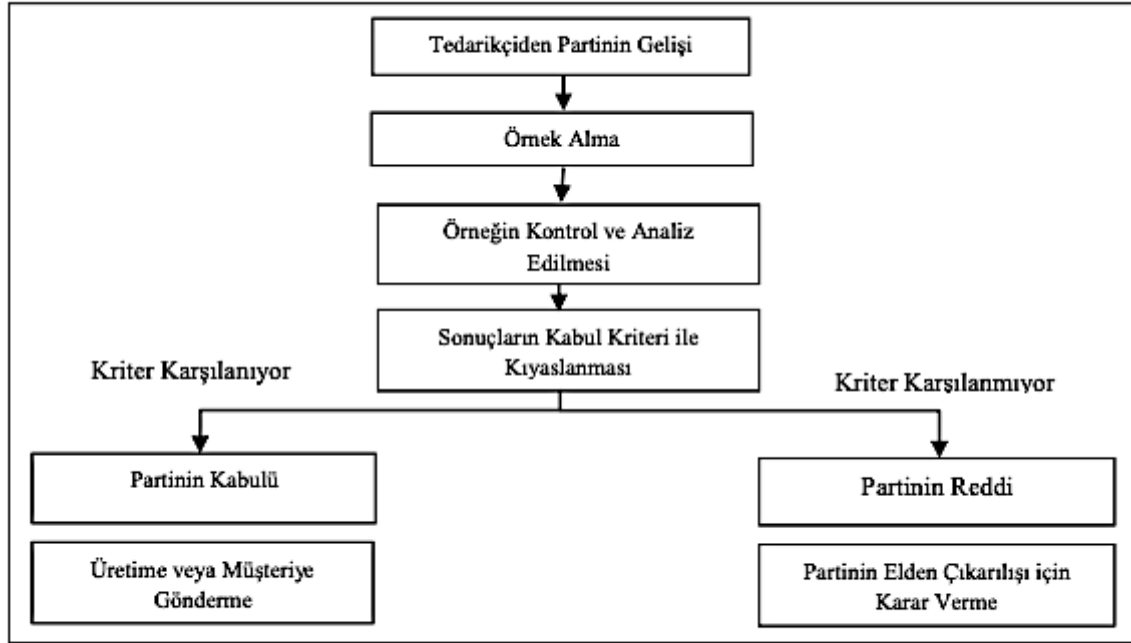 Tedarikçiden Partinin Gelişi
Örnek Alma
Örneğin Kontrol ve Analiz
Edilmesi
Sonuçların Kabul Kriteri ile
Kıyaslanması
Kriter Karşılanıyor
Kriter Karşılanmıyor
Partinin Kabulü
Partinin Reddi
Üretime veya Müşteriye
Gönderme
Partinin Elden Çıkarılışı için
Karar Verme